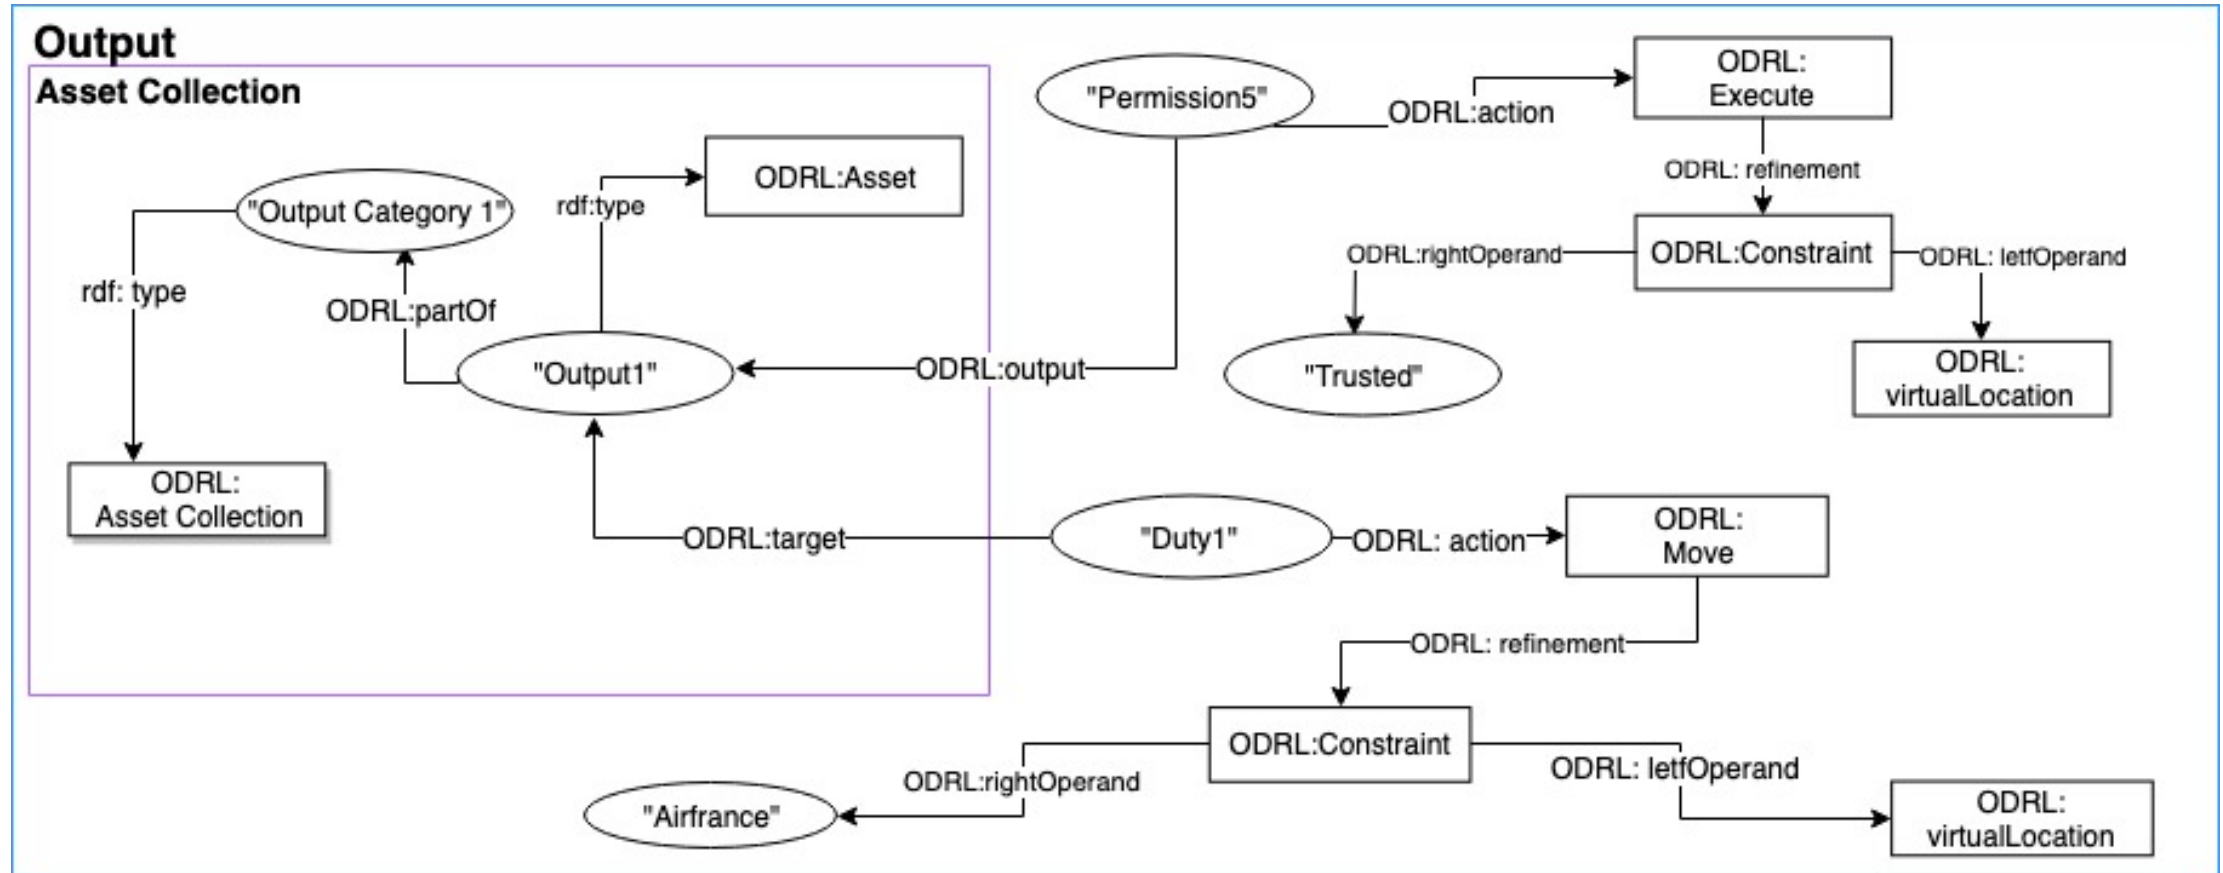 Output
Asset Collection
"Permission5"
ODRL:action
ODRL:
Execute
ODRL: refinement
ODRL:Constraint
ODRL:rightOperand
ODRL: letfOperand
"Trusted"
ODRL:
virtualLocation
"Output Category 1"
rdf:type
ODRL:Asset
rdf: type
ODRL:partOf
"Output1"
ODRL:output
ODRL:
Asset Collection
ODRL:target
"Duty1"
ODRL: action
ODRL:
Move
ODRL: refinement
ODRL:Constraint
ODRL:rightOperand
ODRL: letfOperand
"Airfrance"
ODRL:
virtualLocation